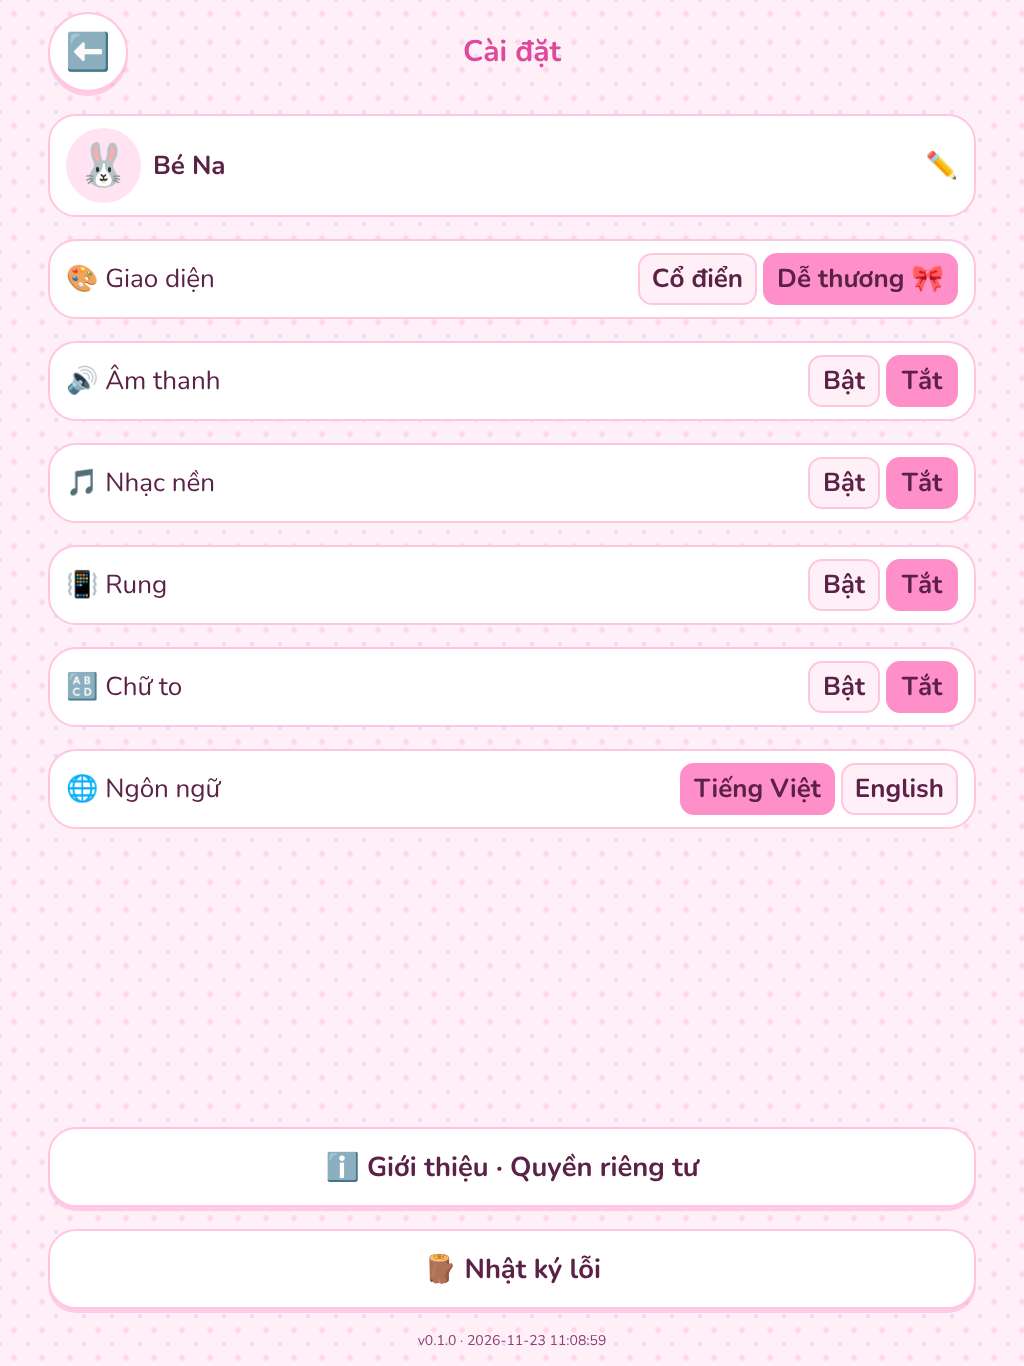 Cài đặt
Bé Na
Giao diện Cổ điển Dễ thương
Âm thanh Bật Tắt
Nhạc nền Bật Tắt
Rung Bật Tắt
Chữ to Bật Tắt
Ngôn ngữ Tiếng Việt English
Giới thiệu · Quyền riêng tư
Nhật ký lỗi
v0.1.0 · 2026-11-23 11:08:59